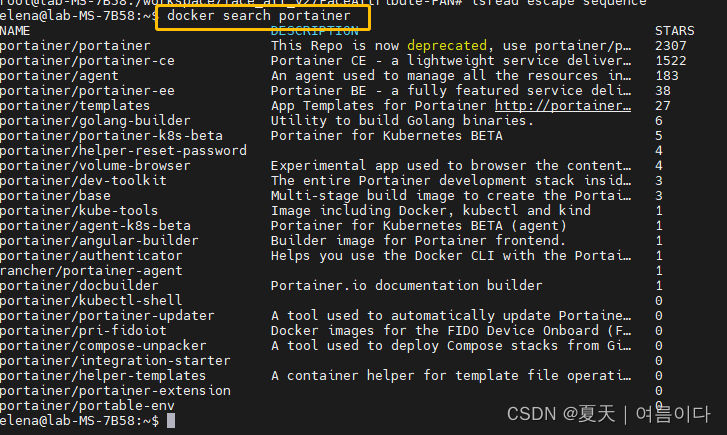 elena@lab-MS-7B58:~$ docker search portainer
NAME DESCRIPTION STARS
portainer/portainer This Repo is now deprecated, use portainer/p… 2307
portainer/portainer-ce Portainer CE - a lightweight service deliver… 1522
portainer/agent An agent used to manage all the resources in… 183
portainer/portainer-ee Portainer BE - a fully featured service deli… 38
portainer/templates App Templates for Portainer http://portainer… 27
portainer/golang-builder Utility to build Golang binaries. 6
portainer/portainer-k8s-beta Portainer for Kubernetes BETA 5
portainer/helper-reset-password 4
portainer/volume-browser Experimental app used to browser the content… 4
portainer/dev-toolkit The entire Portainer development stack insid… 3
portainer/base Multi-stage build image to create the Portai… 3
portainer/kube-tools Image including Docker, kubectl and kind 1
portainer/agent-k8s-beta Portainer for Kubernetes BETA (agent) 1
portainer/angular-builder Builder image for Portainer frontend. 1
portainer/authenticator Helps you use the Docker CLI with the Portai… 1
rancher/portainer-agent 1
portainer/docbuilder Portainer.io documentation builder 1
portainer/kubectl-shell 0
portainer/portainer-updater A tool used to automatically update Portaine… 0
portainer/pri-fidoiot Docker images for the FIDO Device Onboard (F… 0
portainer/compose-unpacker A tool used to deploy Compose stacks from Gi… 0
portainer/integration-starter 0
portainer/helper-templates A container helper for template file operati… 0
portainer/portainer-extension 0
portainer/portable-env 0
elena@lab-MS-7B58:~$
CSDN @夏天｜여름이다